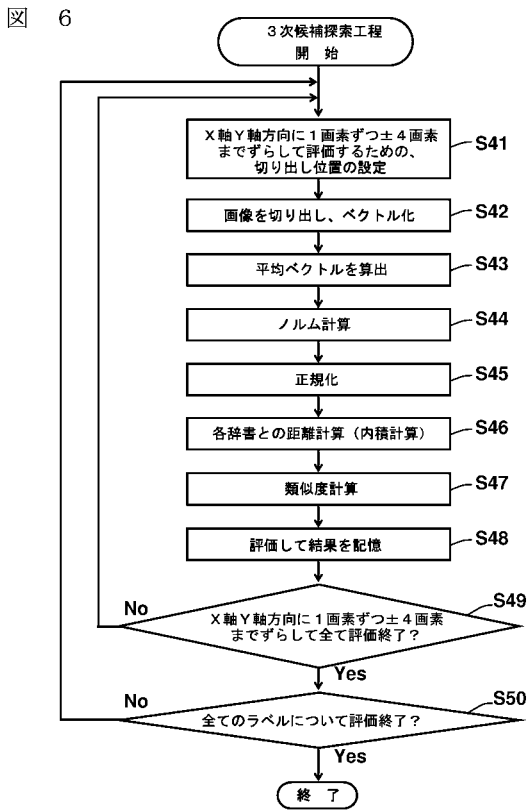 図 6
3次候補探索工程
開 始
X軸Y軸方向に1画素ずつ±4画素
までずらして評価するための、
切り出し位置の設定
S41
画像を切出し、ベクトル化
S42
平均ベクトルを算出
S43
ノルム計算
S44
正規化
S45
各辞書との距離計算（内積計算）
S46
類似度計算
S47
評価して結果を記憶
S48
S49
No
X軸Y軸方向に1画素ずつ±4画素
までずらして全て評価終了？
Yes
S50
No
全てのラベルについて評価終了？
Yes
終 了